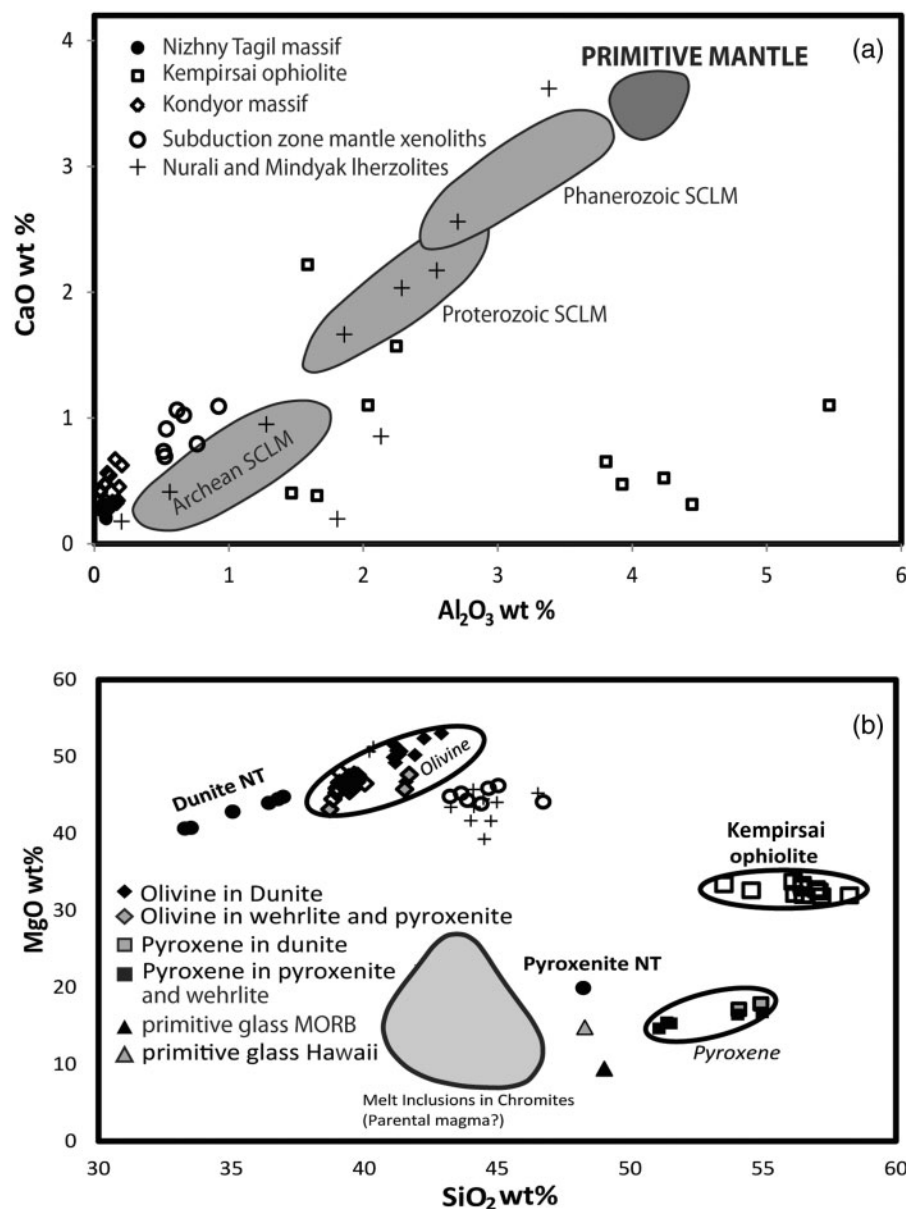 (a)
4
3
2
1
0
CaO wt %
Nizhny Tagil massif
Kempirsai ophiolite
Kondyor massif
Subduction zone mantle xenoliths
Nurali and Mindyak lherzolites
PRIMITIVE MANTLE
Phanerozoic SCLM
Proterozoic SCLM
Archean SCLM
0 1 2 3 4 5 6
Al₂O₃ wt %
(b)
60
50
40
30
20
10
0
MgO wt%
Dunite NT
Olivine
Kempirsai
ophiolite
Olivine in Dunite
Olivine in wehrlite and pyroxenite
Pyroxene in dunite
Pyroxene in pyroxenite
and wehrlite
primitive glass MORB
primitive glass Hawaii
Pyroxenite NT
Pyroxene
Melt Inclusions in Chromites
(Parental magma?)
30 35 40 45 50 55 60
SiO₂ wt%